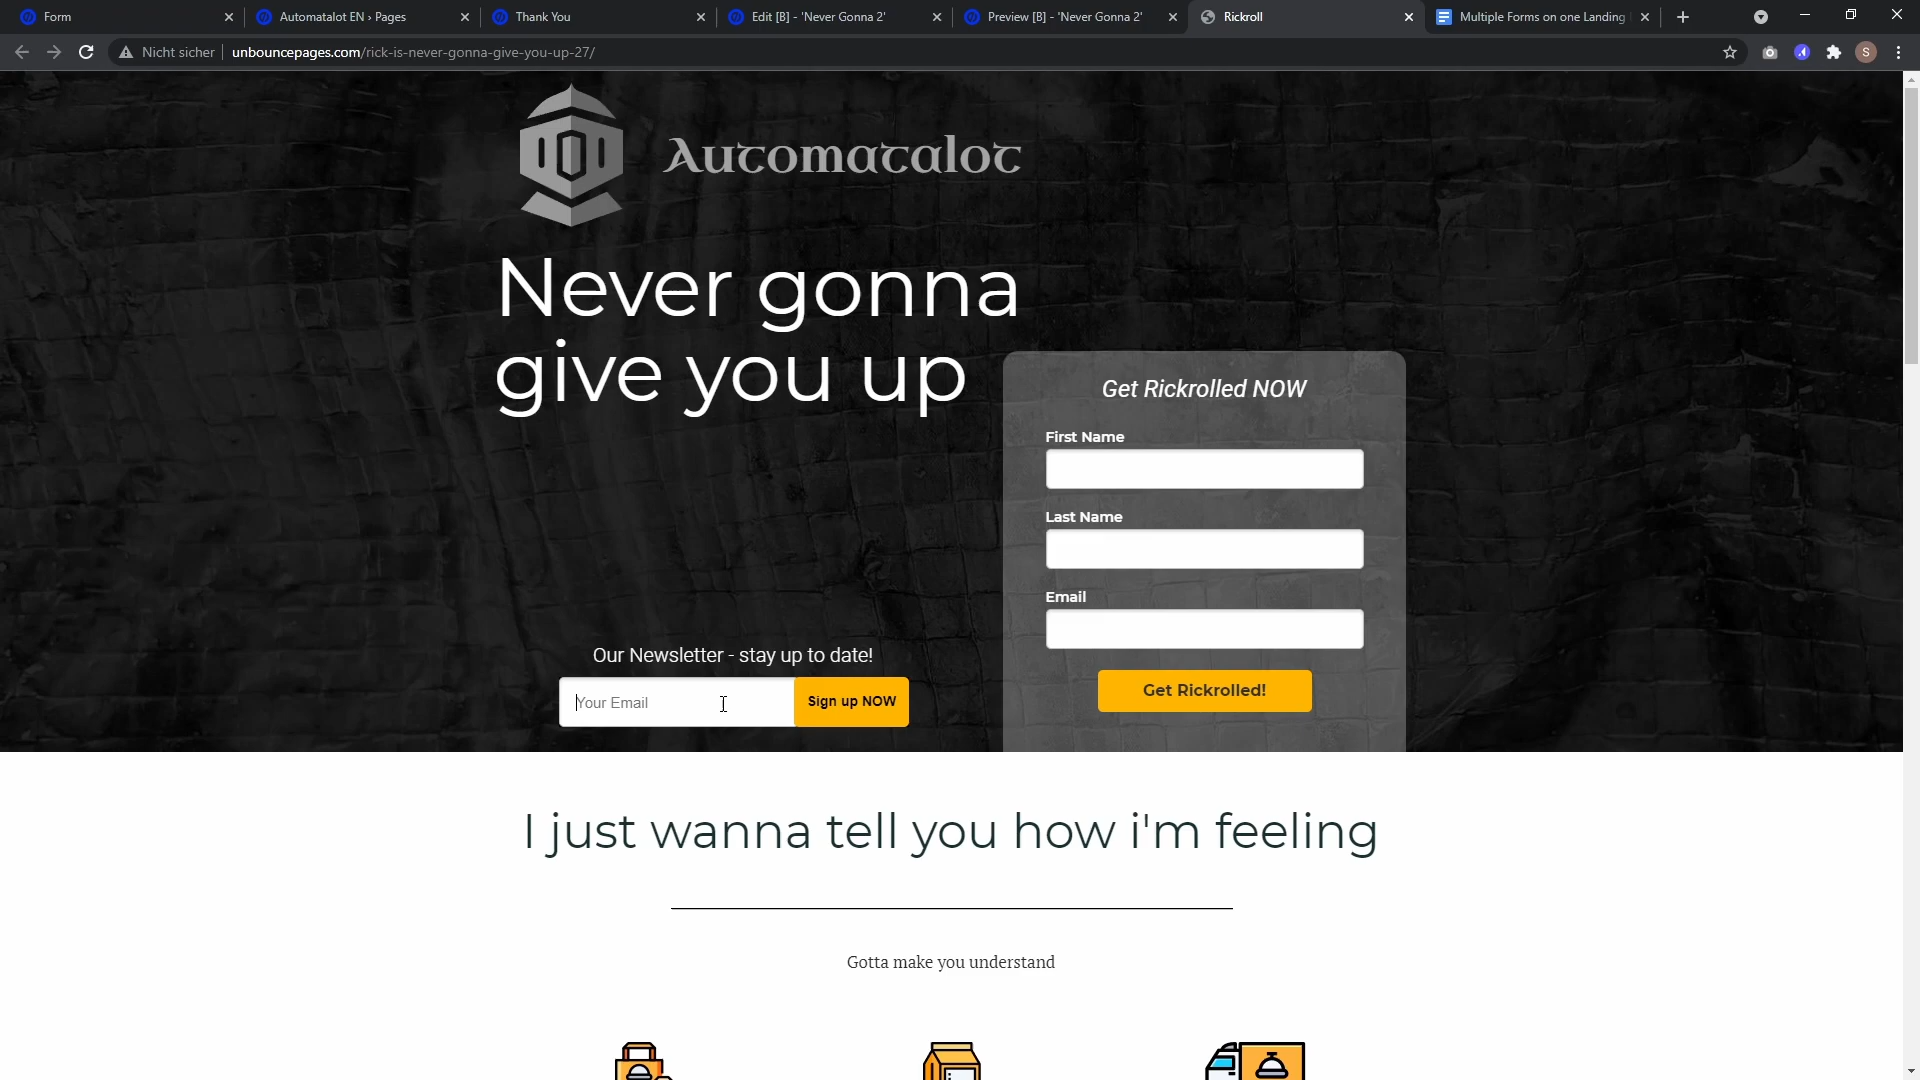 Form
Automatalot EN › Pages
Thank You
Edit [B] - 'Never Gonna 2'
Preview [B] - 'Never Gonna 2'
Rickroll
Multiple Forms on one Landing
Nicht sicher
unbouncepages.com/rick-is-never-gonna-give-you-up-27/
S
Automatalot
Never gonna
give you up
Get Rickrolled NOW
First Name
Last Name
Email
Get Rickrolled!
Our Newsletter - stay up to date!
Your Email
Sign up NOW
I just wanna tell you how i'm feeling
Gotta make you understand